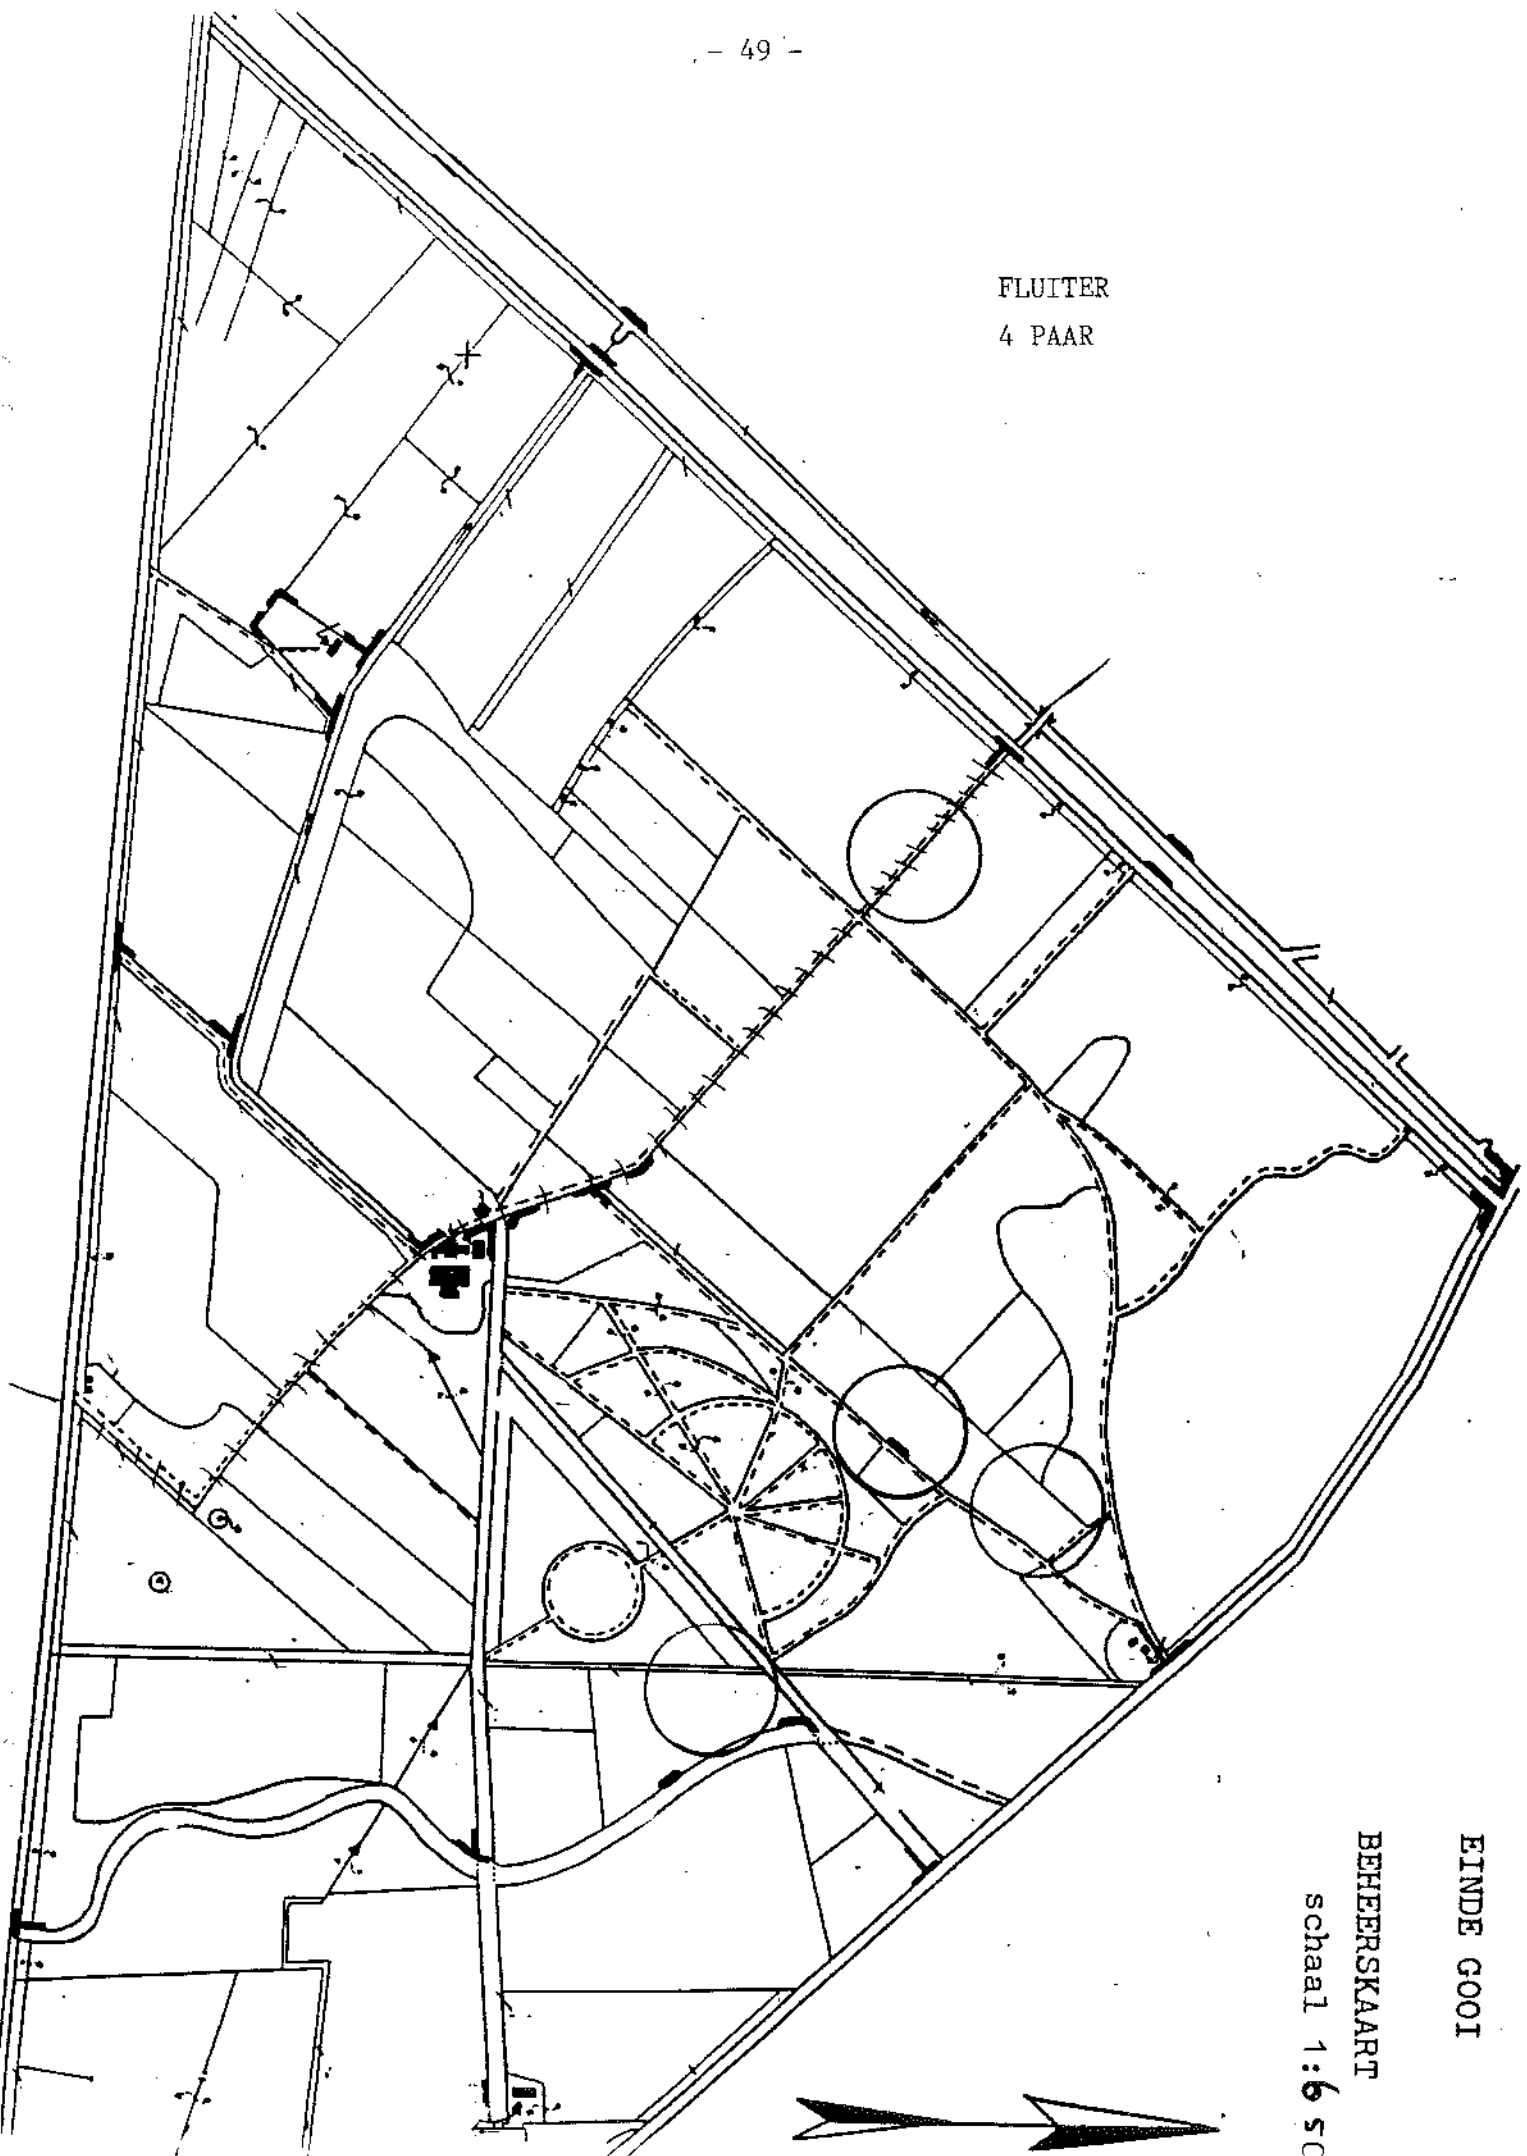 - 49 -
FLUITER
4 PAAR
EINDE GOOI
BEHEERSKAART
schaal 1:6 50